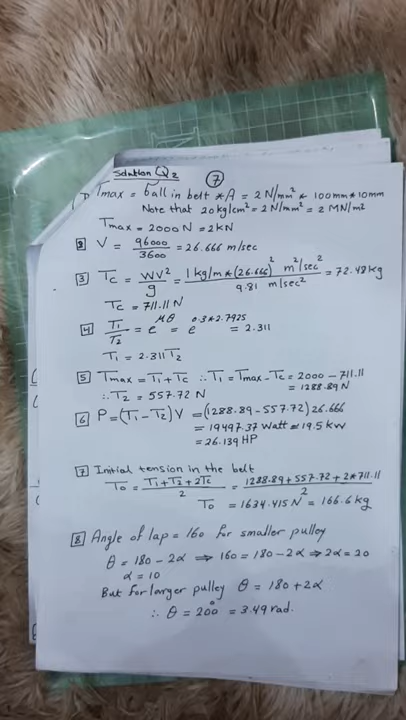 Solution Q2
7
1) Tmax = ball in belt * A = 2 N/mm² * 100mm*10mm
Note that 20 kg/cm² = 2 N/mm² = 2 MN/m²
Tmax = 2000 N = 2kN
2 V = 96000/3600 = 26.666 m/sec
3 Tc = WV²/g = 1 kg/m * (26.666)² m²/sec² / 9.81 m/sec² = 72.48 kg
Tc = 711.11 N
4 T1/T2 = e^μθ = e^0.3*2.7925 = 2.311
T1 = 2.311 T2
5 Tmax = T1 + Tc ∴ T1 = Tmax - Tc = 2000 - 711.11
∴ T2 = 557.72 N = 1288.89 N
6 P = (T1 - T2) V = (1288.89 - 557.72) 26.666
= 19497.37 Watt = 19.5 kw
= 26.139 HP
7 Initial tension in the belt
To = T1 + T2 + 2Tc / 2 = 1288.89 + 557.72 + 2*711.11 / 2
To = 1634.415 N = 166.6 kg
8 Angle of lap = 160 for smaller pulley
θ = 180 - 2α ⇒ 160 = 180 - 2α ⇒ 2α = 20
α = 10
But for larger pulley θ = 180 + 2α
∴ θ = 200° = 3.49 rad.